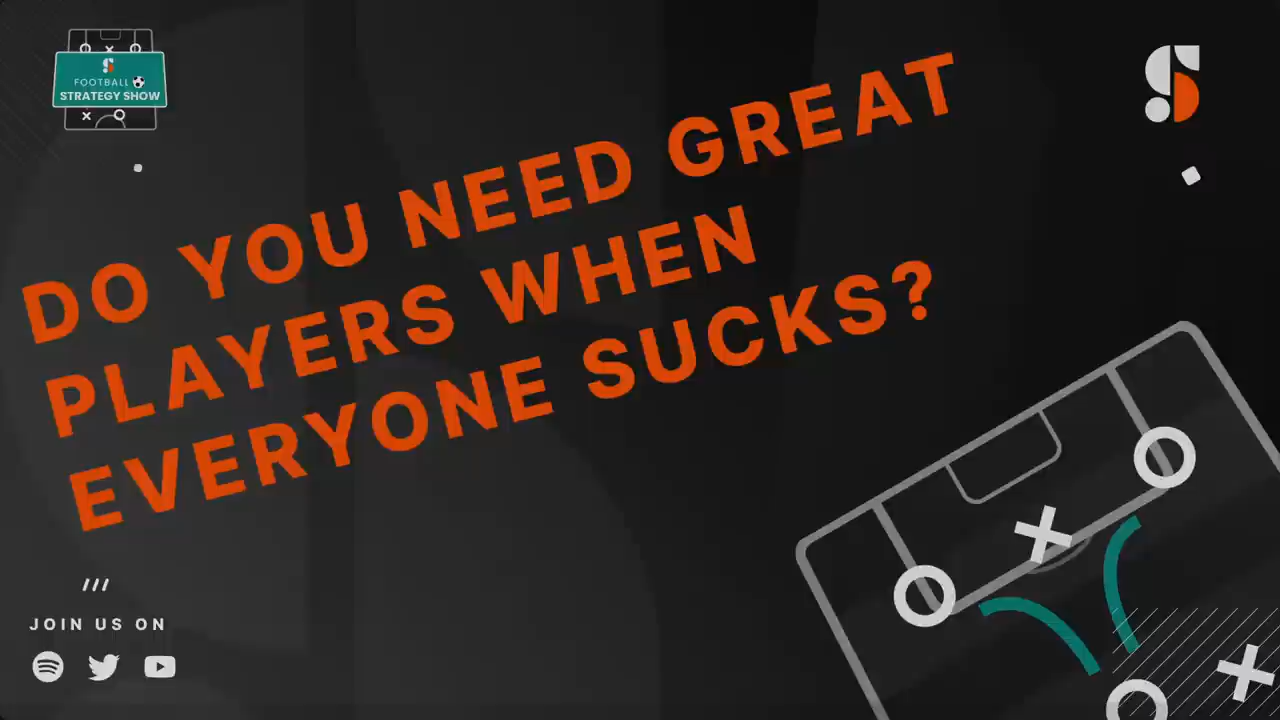 FOOTBALL
STRATEGY SHOW
DO YOU NEED GREAT
PLAYERS WHEN
EVERYONE SUCKS?
JOIN US ON